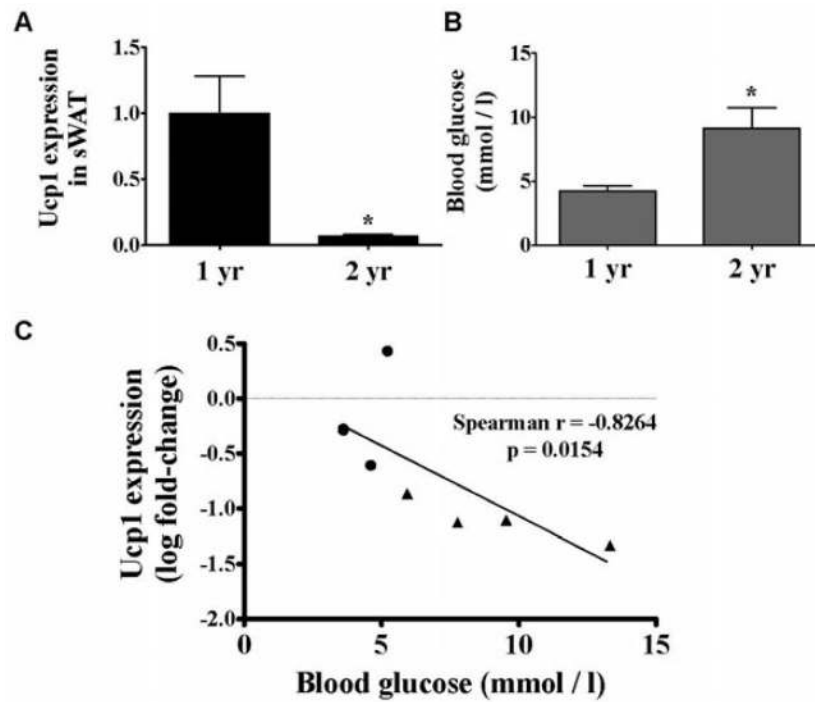 A
Ucp1 expression
in sWAT
1.5
1.0
0.5
0.0
*
1 yr
2 yr
B
Blood glucose
(mmol / l)
15
10
5
0
*
1 yr
2 yr
C
Ucp1 expression
(log fold-change)
0.5
0.0
-0.5
-1.0
-1.5
-2.0
Spearman r = -0.8264
p = 0.0154
0
5
10
15
Blood glucose (mmol / l)